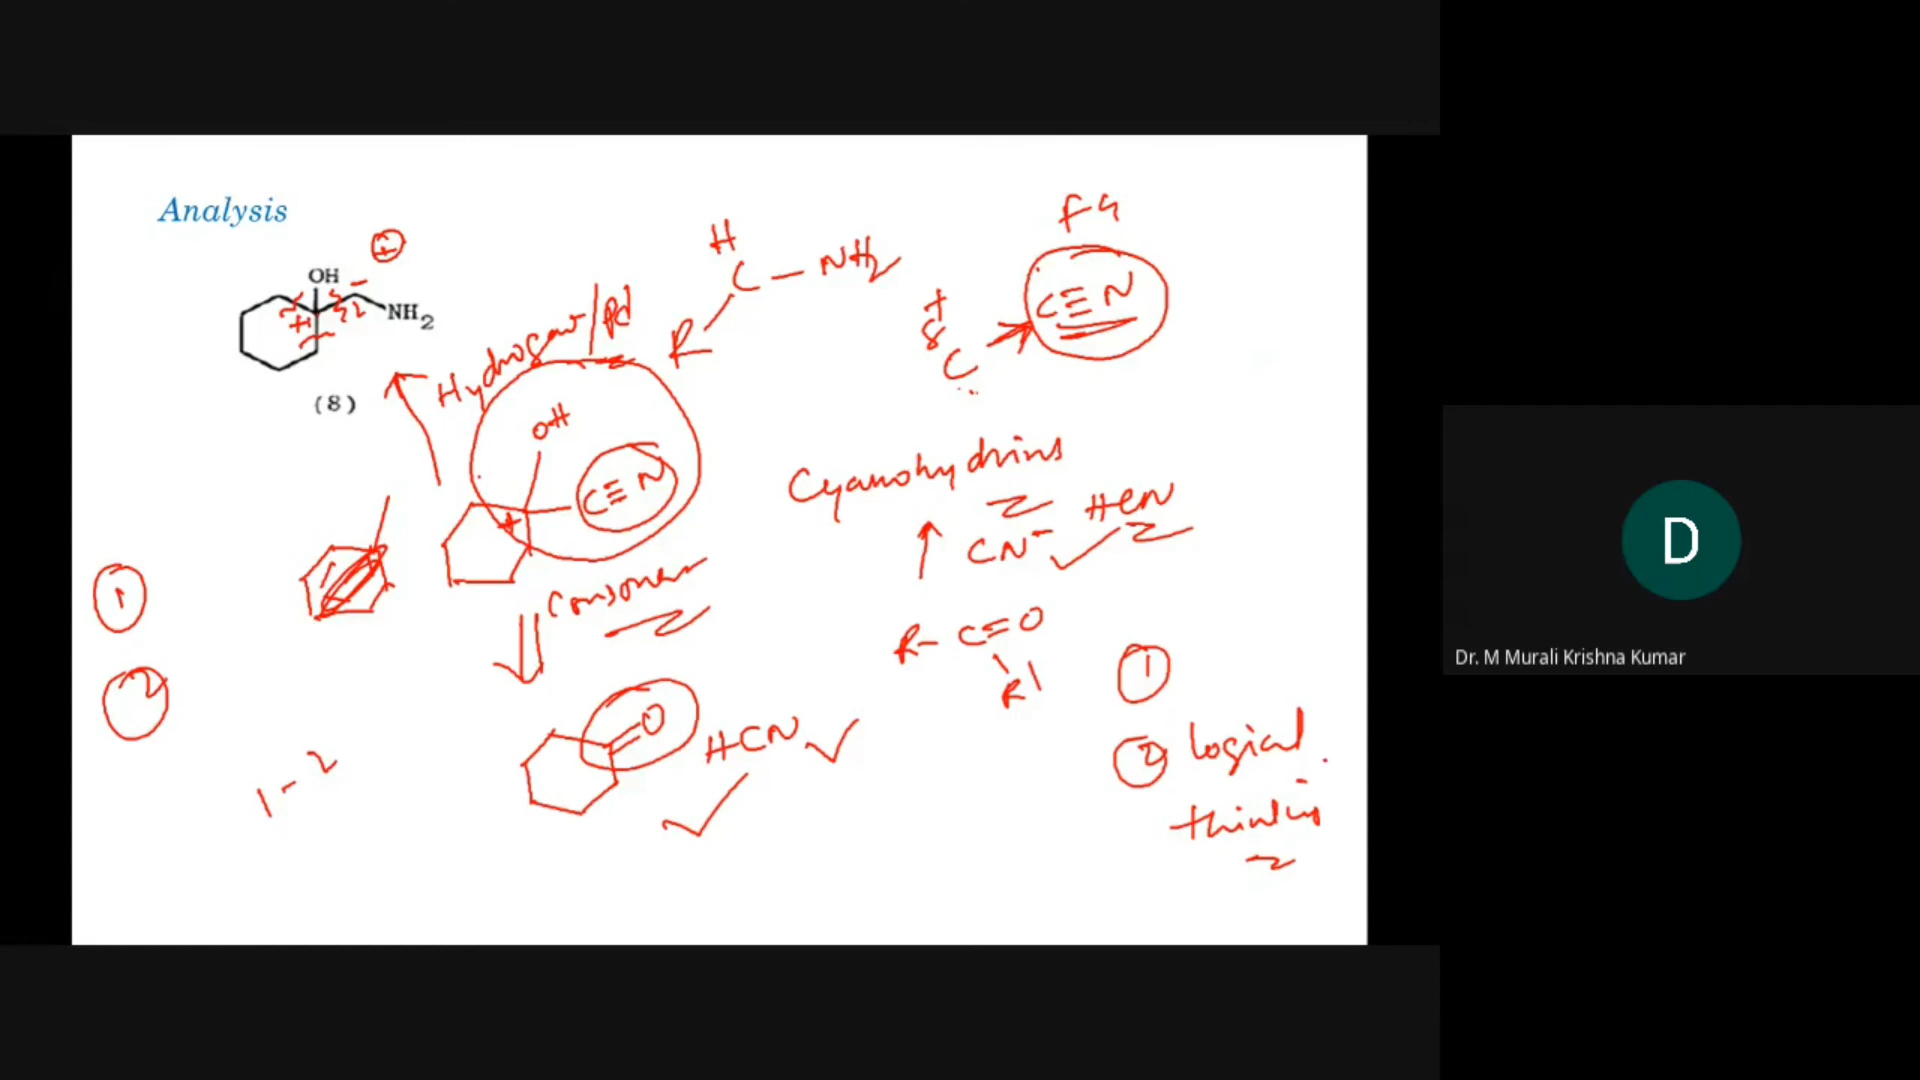 Analysis
OH
NH2
(8)
+
-
H
C - NH2
R
FG
C≡N
+
δ
C
/Pd
OH
C≡N
+
Cyanohydrins
CN- HCN
R- C=O
R1
O
HCN
1
2
1-2
1
2 logical
thinking
Dr. M Murali Krishna Kumar
D